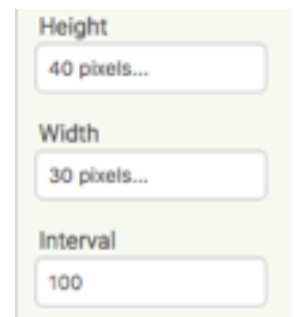 Height
40 pixels...
Width
30 pixels...
Interval
100